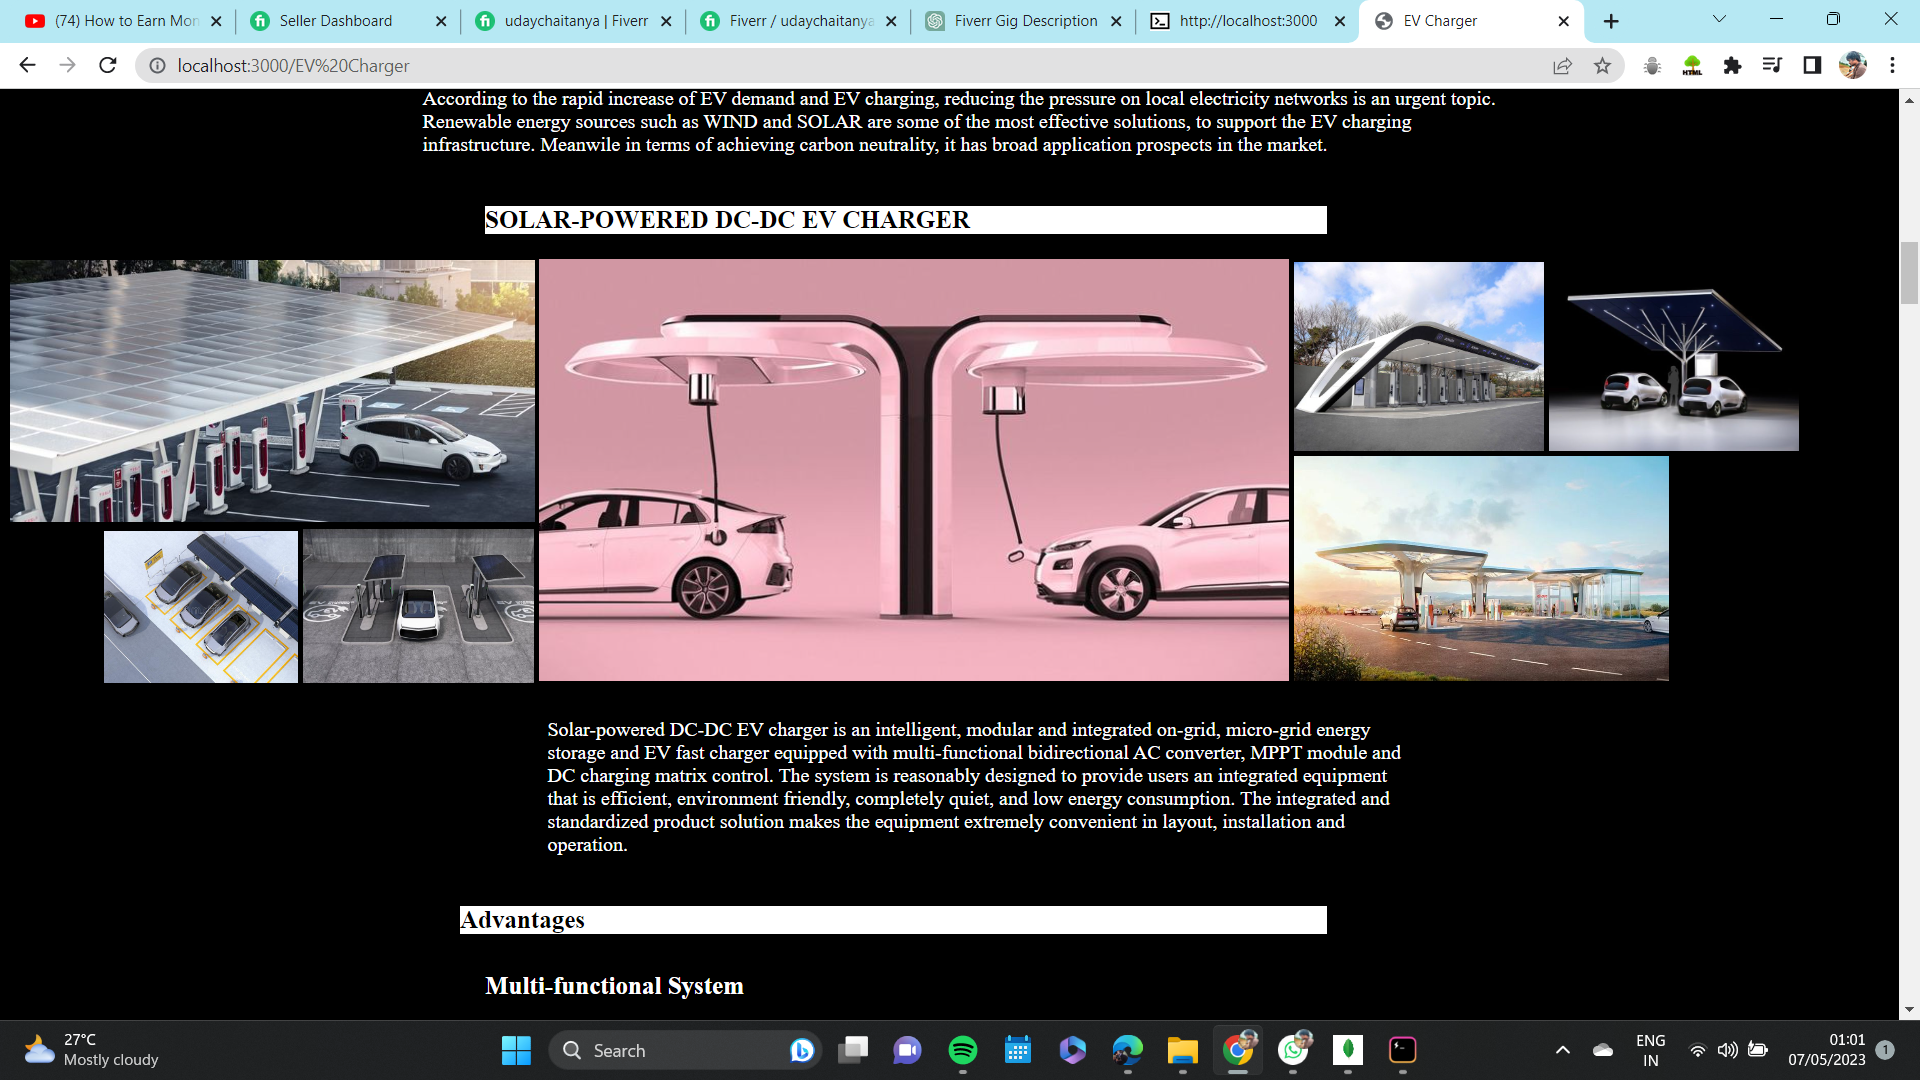 (74) How to Earn Mon
Seller Dashboard
udaychaitanya | Fiverr
Fiverr / udaychaitanya
Fiverr Gig Description
http://localhost:3000
EV Charger
localhost:3000/EV%20Charger
HTML
According to the rapid increase of EV demand and EV charging, reducing the pressure on local electricity networks is an urgent topic.
Renewable energy sources such as WIND and SOLAR are some of the most effective solutions, to support the EV charging
infrastructure. Meanwile in terms of achieving carbon neutrality, it has broad application prospects in the market.
SOLAR-POWERED DC-DC EV CHARGER
Solar-powered DC-DC EV charger is an intelligent, modular and integrated on-grid, micro-grid energy
storage and EV fast charger equipped with multi-functional bidirectional AC converter, MPPT module and
DC charging matrix control. The system is reasonably designed to provide users an integrated equipment
that is efficient, environment friendly, completely quiet, and low energy consumption. The integrated and
standardized product solution makes the equipment extremely convenient in layout, installation and
operation.
Advantages
Multi-functional System
27°C
Mostly cloudy
Search
ENG
IN
01:01
07/05/2023
1